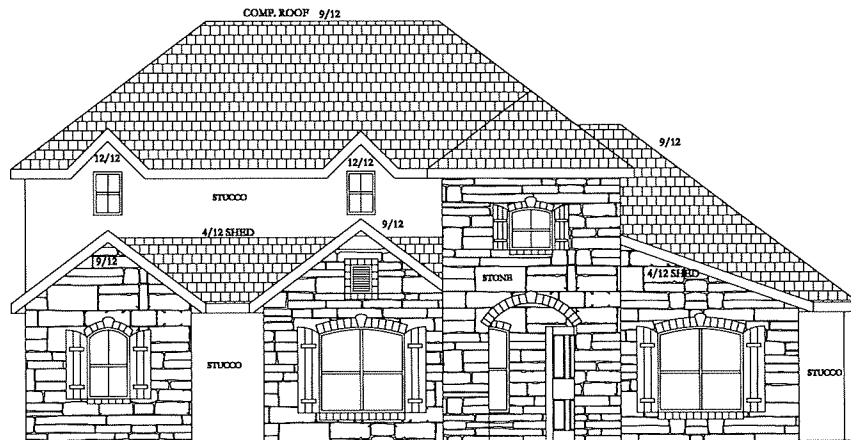 COMP. ROOF 9/12
9/12
12/12
12/12
STUCCO
9/12
4/12 SHED
9/12
STONE
4/12 SHED
STUCCO
STUCCO